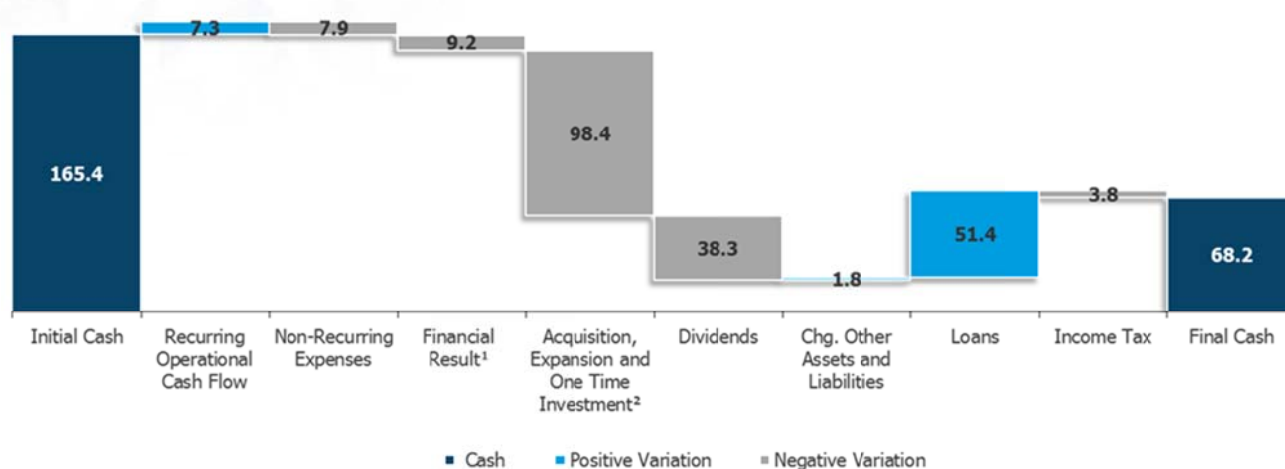 7.3
7.9
9.2
165.4
98.4
38.3
1.8
51.4
3.8
68.2
Initial Cash
Recurring
Operational
Cash Flow
Non-Recurring
Expenses
Financial
Result¹
Acquisition,
Expansion and
One Time
Investment²
Dividends
Chg. Other
Assets and
Liabilities
Loans
Income Tax
Final Cash
Cash
Positive Variation
Negative Variation